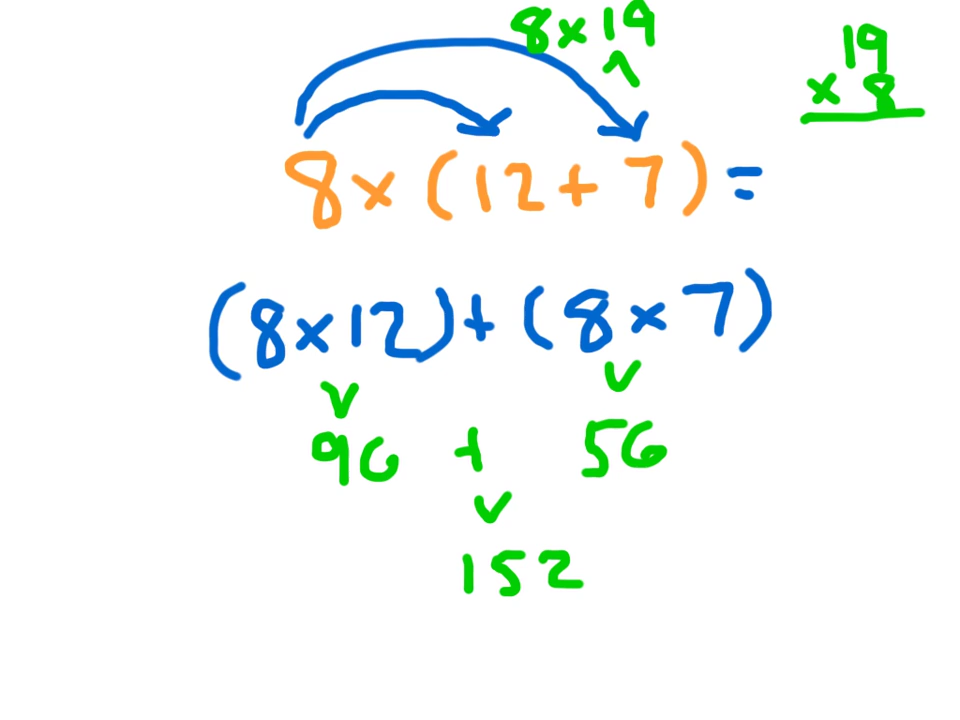 8 x 19
^
19
x 8
8 x (12 + 7) =
(8 x 12) + (8 x 7)
96 + 56
152